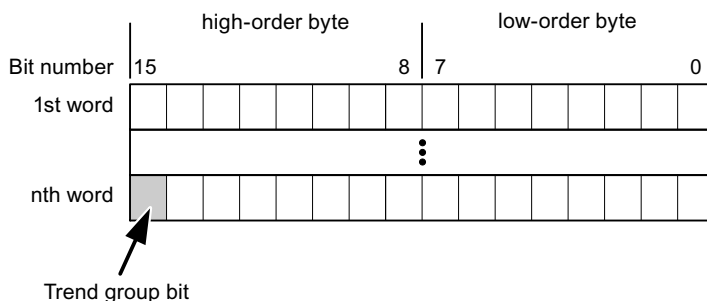 high-order byte low-order byte
Bit number 15 8 7 0
1st word
nth word
Trend group bit